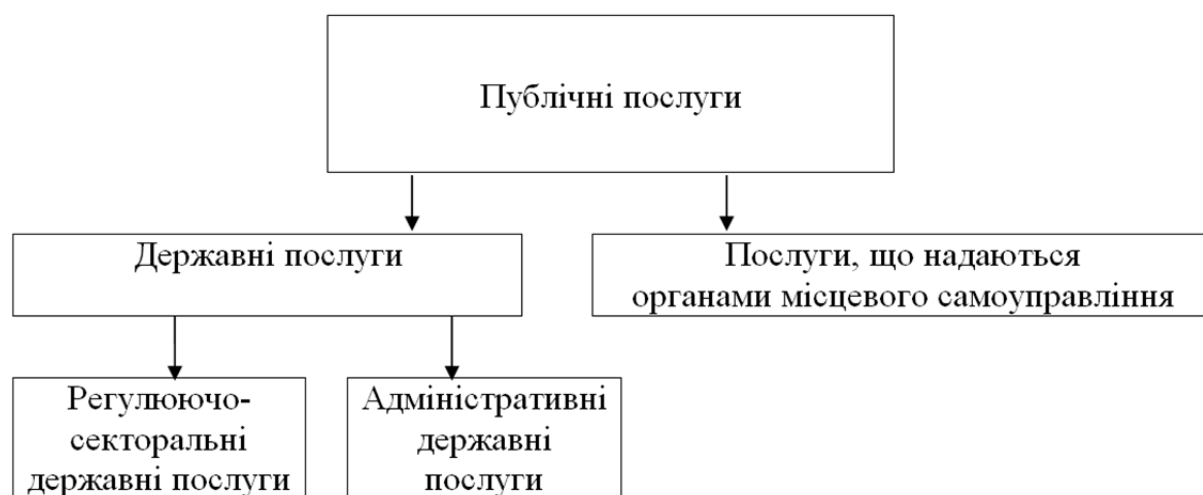 Публічні послуги
Державні послуги
Послуги, що надаються
органами місцевого самоуправління
Регулюючо-
секторальні
державні послуги
Адміністративні
державні
послуги